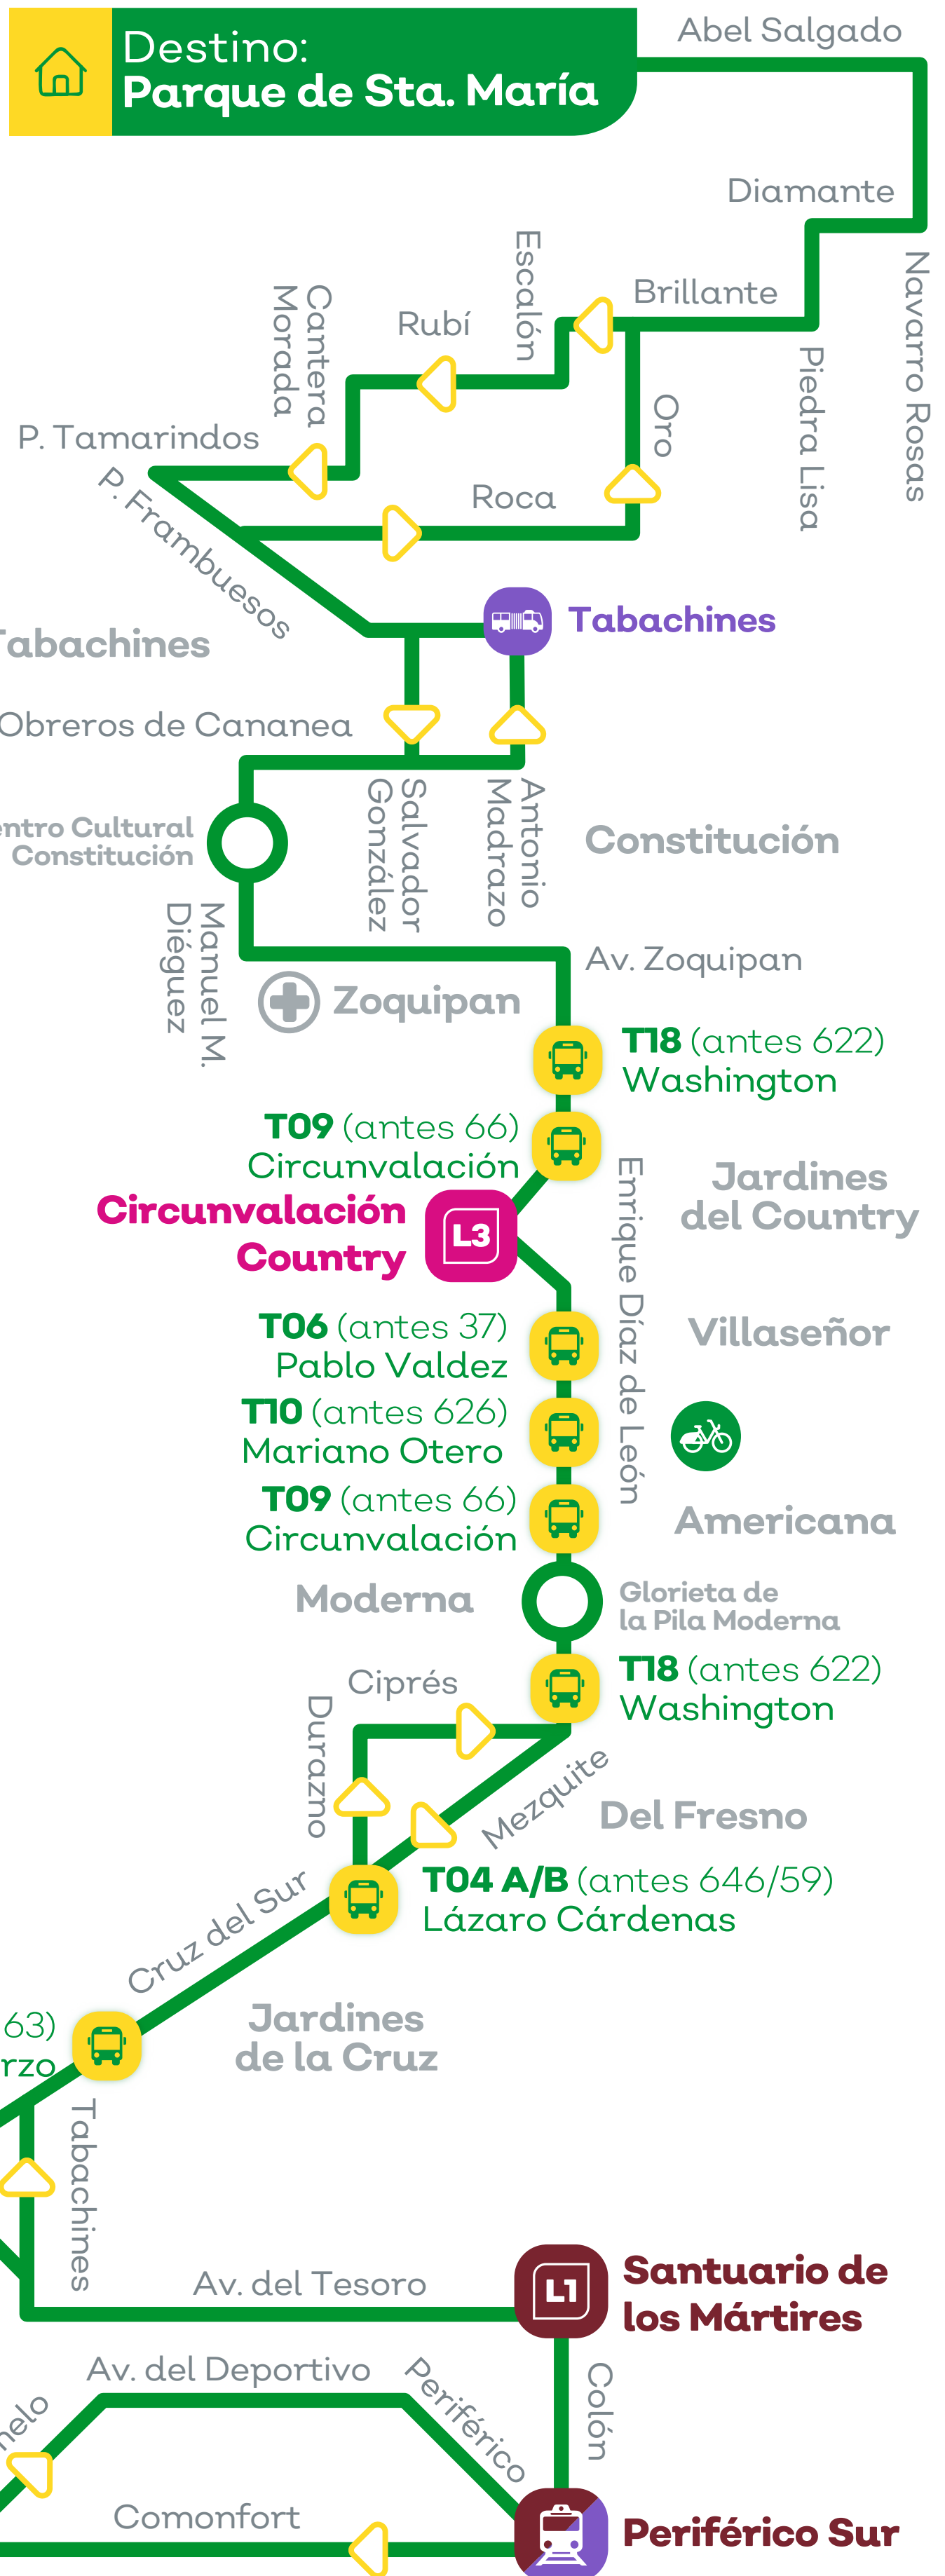 Abel Salgado
Destino:
Parque de Sta. María
Diamante
Navarro Rosas
Escalón
Brillante
Cantera
Morada
Rubí
Piedra Lisa
Oro
P. Tamarindos
P. Frambuesos
Roca
Tabachines
Tabachines
Obreros de Cananea
Salvador
González
Antonio
Madrazo
Cultural
Constitución
Constitución
Manuel M.
Diéguez
Av. Zoquipan
Zoquipan
T18 (antes 622)
Washington
T09 (antes 66)
Circunvalación
Enrique Díaz de León
Jardines
del Country
Circunvalación
Country
L3
T06 (antes 37)
Pablo Valdez
Villaseñor
T10 (antes 626)
Mariano Otero
T09 (antes 66)
Circunvalación
Americana
Moderna
Glorieta de
la Pila Moderna
T18 (antes 622)
Washington
Ciprés
Durazno
Mezquite
Del Fresno
T04 A/B (antes 646/59)
Lázaro Cárdenas
Cruz del Sur
Jardines
de la Cruz
63)
Tabachines
Av. del Tesoro
L1
Santuario de
los Mártires
Av. del Deportivo
Periférico
Colón
Comonfort
Periférico Sur